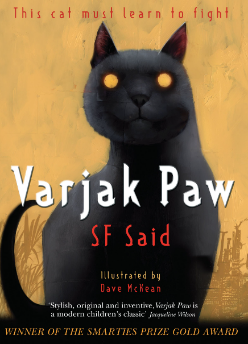 This cat must learn to fight
Varjak Paw
SF Said
Illustrated by
Dave McKean
'Stylish, original and inventive, Varjak Paw is
a modern children's classic' Jacqueline Wilson
WINNER OF THE SMARTIES PRIZE GOLD AWARD